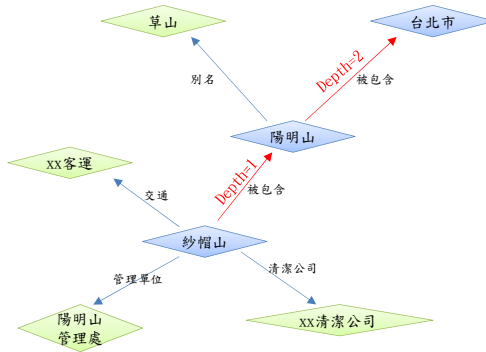 草山
台北市
Depth=2
別名
被包含
陽明山
xx客運
Depth=1
被包含
交通
紗帽山
管理單位
清潔公司
陽明山
管理處
xx清潔公司